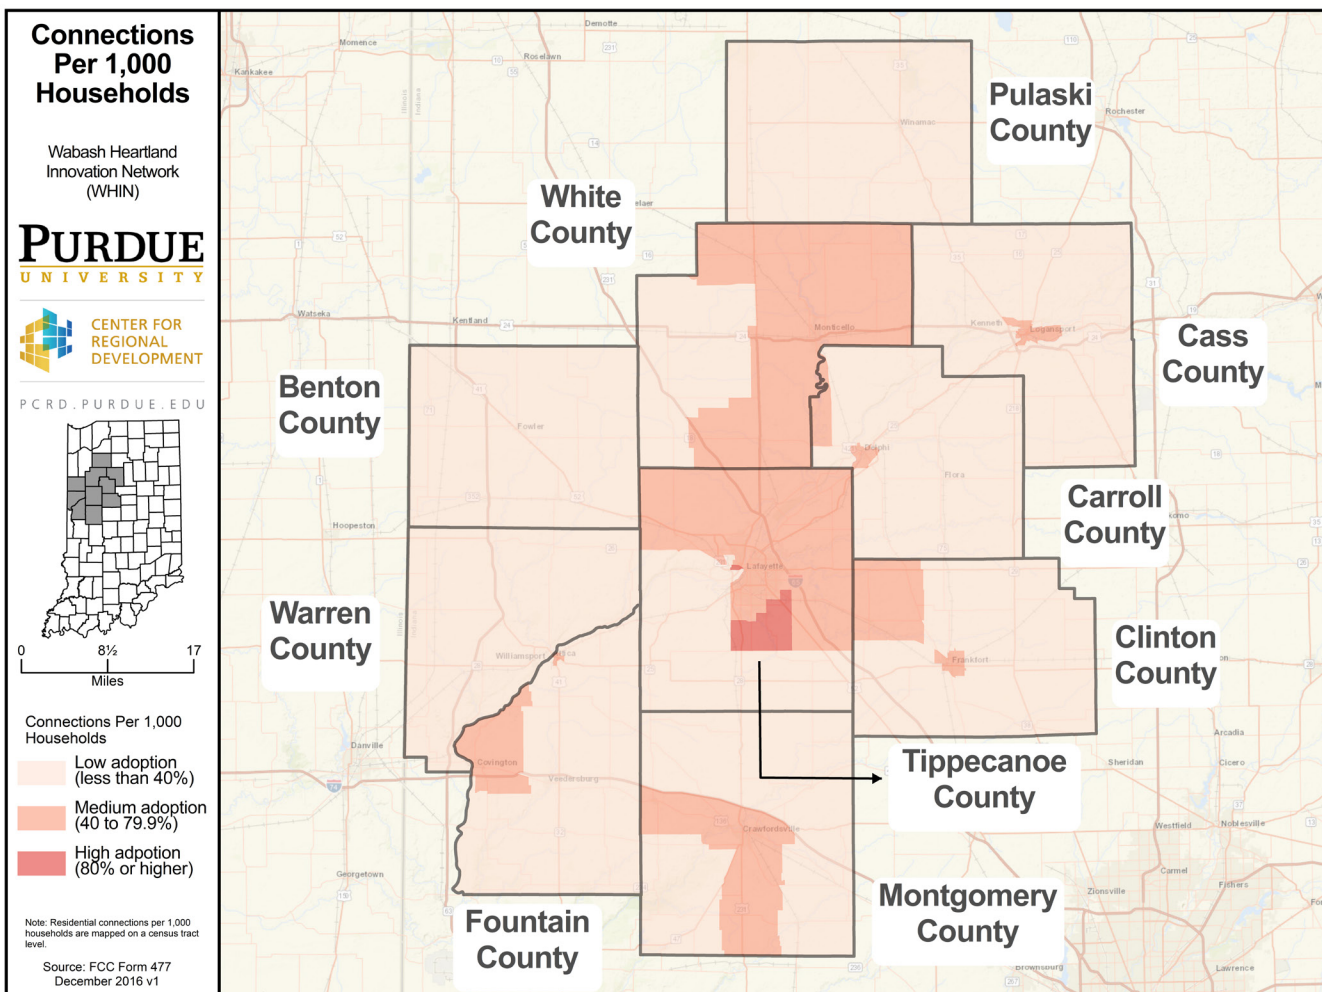 Connections
Per 1,000
Households
Wabash Heartland
Innovation Network
(WHIN)
PURDUE
UNIVERSITY
CENTER FOR
REGIONAL
DEVELOPMENT
PCRD.PURDUE.EDU
0 8½ 17
Miles
Connections Per 1,000
Households
Low adoption
(less than 40%)
Medium adoption
(40 to 79.9%)
High adpotion
(80% or higher)
Note: Residential connections per 1,000
households are mapped on a census tract
level.
Source: FCC Form 477
December 2016 v1
Demotte
Momence
Roselawn
Kankakee
Illinois
Indiana
Pulaski
County
Rochester
Winamac
White
County
Watseka
Kentland
Monticello
Kenneth
Logansport
Cass
County
Benton
County
Fowler
Delphi
Flora
Carroll
County
Hoopeston
Lafayette
Warren
County
Williamsport
Frankfort
Clinton
County
Danville
Covington
Veedersburg
Tippecanoe
County
Arcadia
Sheridan
Cicero
Crawfordsville
Westfield
Noblesville
Georgetown
Carmel
Fishers
Zionsville
Montgomery
County
Fountain
County
Brownsburg
Lawrence